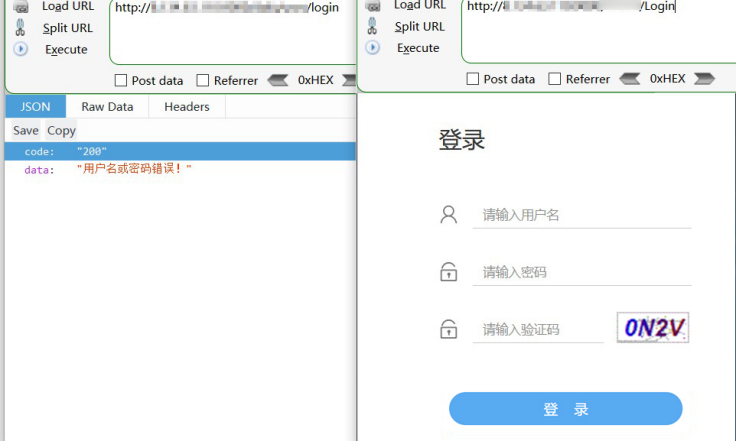 Load URL
http://
/login
Split URL
Execute
Post data
Referrer
0xHEX
JSON
Raw Data
Headers
Save
Copy
code: "200"
data: "用户名或密码错误！"
Load URL
http://
/Login
Split URL
Execute
Post data
Referrer
0xHEX
登录
请输入用户名
请输入密码
请输入验证码
0N2V
登 录